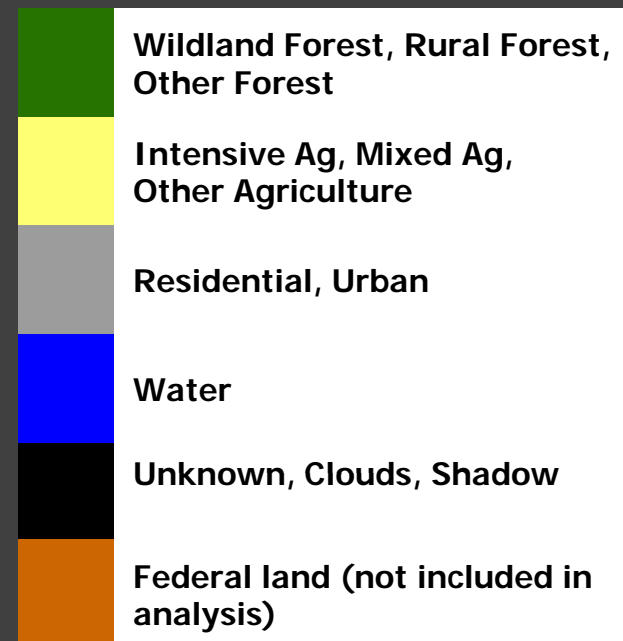 Wildland Forest, Rural Forest,
Other Forest
Intensive Ag, Mixed Ag,
Other Agriculture
Residential, Urban
Water
Unknown, Clouds, Shadow
Federal land (not included in
analysis)